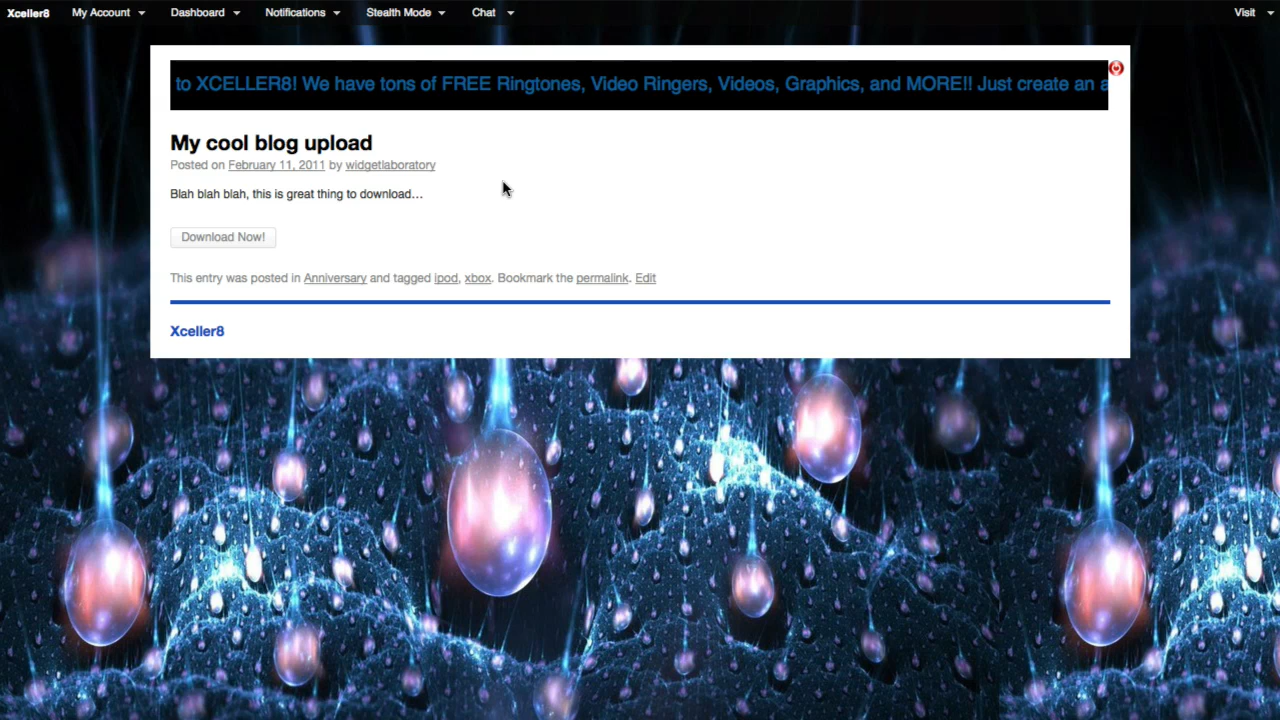 Xceller8 My Account Dashboard Notifications Stealth Mode Chat Visit
to XCELLER8! We have tons of FREE Ringtones, Video Ringers, Videos, Graphics, and MORE!! Just create an a
My cool blog upload
Posted on February 11, 2011 by widgetlaboratory
Blah blah blah, this is great thing to download…
Download Now!
This entry was posted in Anniversary and tagged ipod, xbox. Bookmark the permalink. Edit
Xceller8